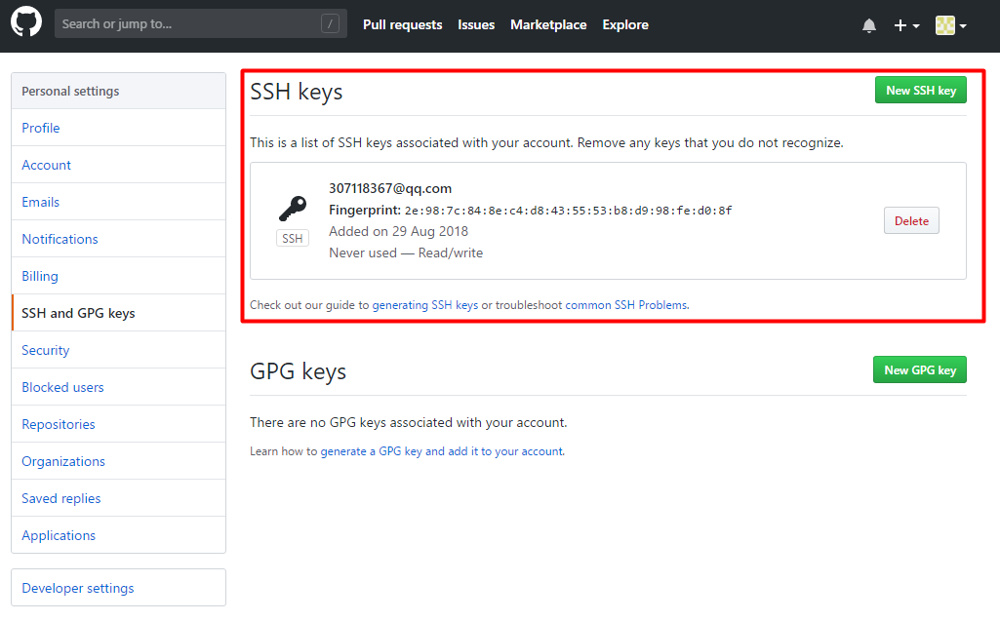 Search or jump to...
/
Pull requests
Issues
Marketplace
Explore
Personal settings
Profile
Account
Emails
Notifications
Billing
SSH and GPG keys
Security
Blocked users
Repositories
Organizations
Saved replies
Applications
Developer settings
SSH keys
New SSH key
This is a list of SSH keys associated with your account. Remove any keys that you do not recognize.
SSH
307118367@qq.com
Fingerprint: 2e:98:7c:84:8e:c4:d8:43:55:53:b8:d9:98:fe:d0:8f
Added on 29 Aug 2018
Never used — Read/write
Delete
Check out our guide to generating SSH keys or troubleshoot common SSH Problems.
GPG keys
New GPG key
There are no GPG keys associated with your account.
Learn how to generate a GPG key and add it to your account.